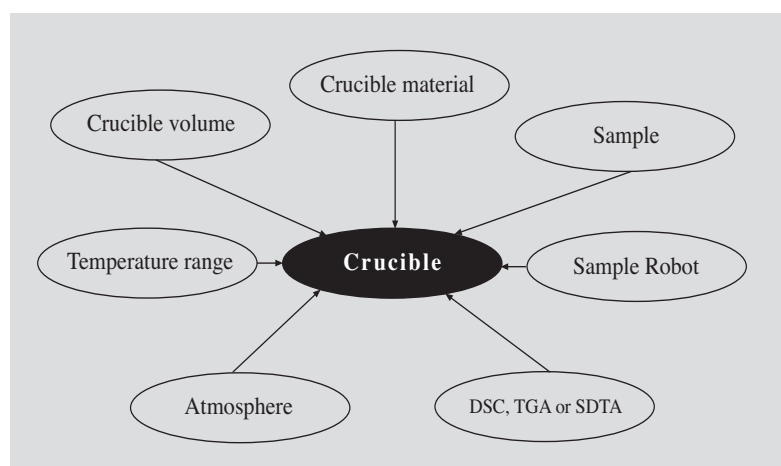 Crucible material
Crucible volume
Sample
Temperature range
Crucible
Sample Robot
Atmosphere
DSC, TGA or SDTA